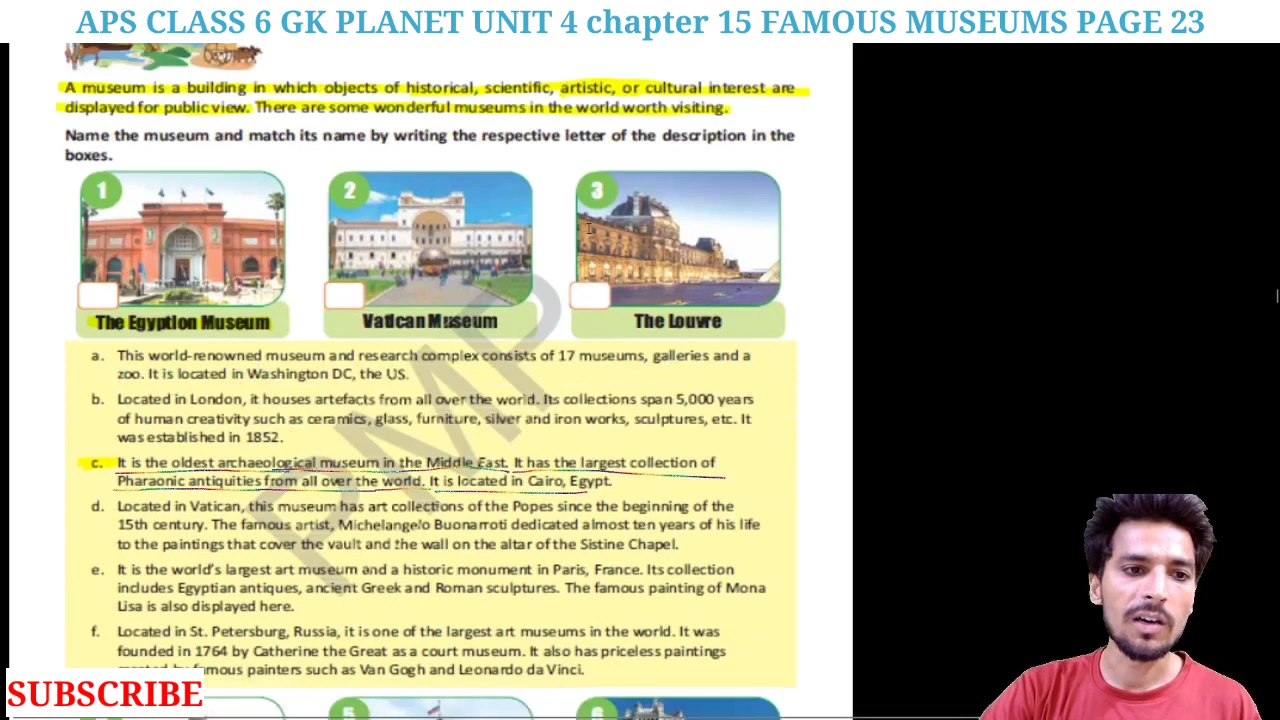 APS CLASS 6 GK PLANET UNIT 4 chapter 15 FAMOUS MUSEUMS PAGE 23
A museum is a building in which objects of historical, scientific, artistic, or cultural interest are
displayed for public view. There are some wonderful museums in the world worth visiting.
Name the museum and match its name by writing the respective letter of the description in the
boxes.
1
2
3
The Egyption Museum
Vatican Museum
The Louvre
a. This world-renowned museum and research complex consists of 17 museums, galleries and a
zoo. It is located in Washington DC, the US.
b. Located in London, it houses artefacts from all over the world. Its collections span 5,000 years
of human creativity such as ceramics, glass, furniture, silver and iron works, sculptures, etc. It
was established in 1852.
c. It is the oldest archaeological museum in the Middle East. It has the largest collection of
Pharaonic antiquities from all over the world. It is located in Cairo, Egypt.
d. Located in Vatican, this museum has art collections of the Popes since the beginning of the
15th century. The famous artist, Michelangelo Buonarroti dedicated almost ten years of his life
to the paintings that cover the vault and the wall on the altar of the Sistine Chapel.
e. It is the world's largest art museum and a historic monument in Paris, France. Its collection
includes Egyptian antiques, ancient Greek and Roman sculptures. The famous painting of Mona
Lisa is also displayed here.
f. Located in St. Petersburg, Russia, it is one of the largest art museums in the world. It was
founded in 1764 by Catherine the Great as a court museum. It also has priceless paintings
famous painters such as Van Gogh and Leonardo da Vinci.
PMP
SUBSCRIBE
5
6